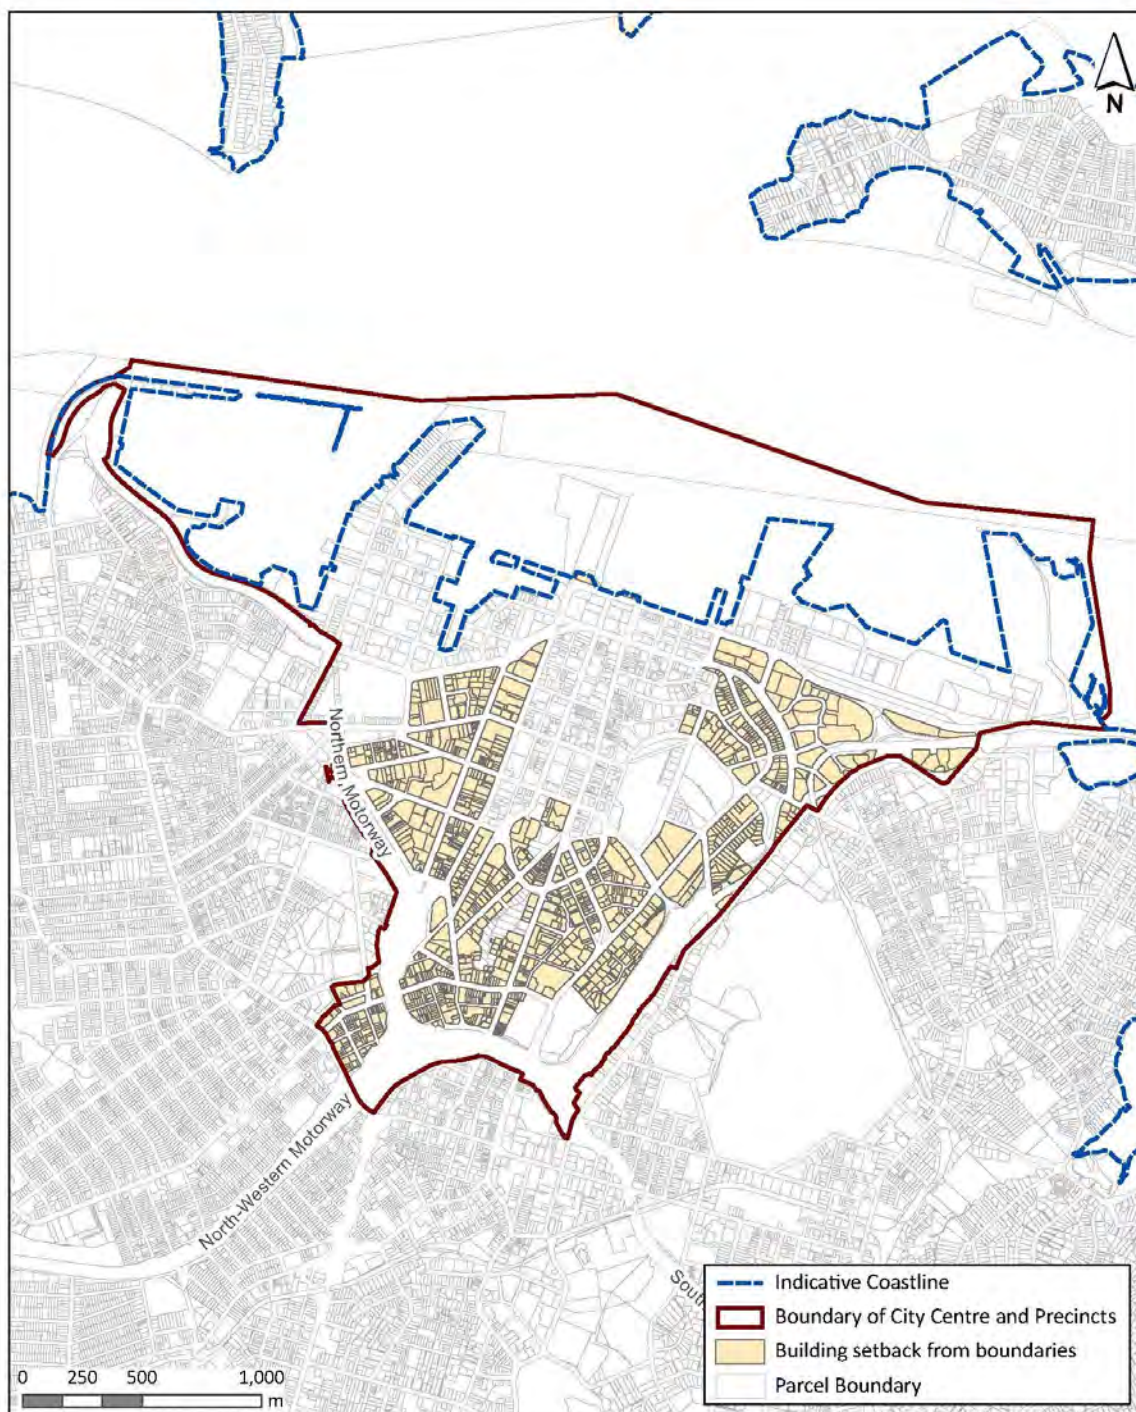 N
Northern Motorway
North-Western Motorway
South
Indicative Coastline
Boundary of City Centre and Precincts
Building setback from boundaries
Parcel Boundary
0 250 500 1,000
m